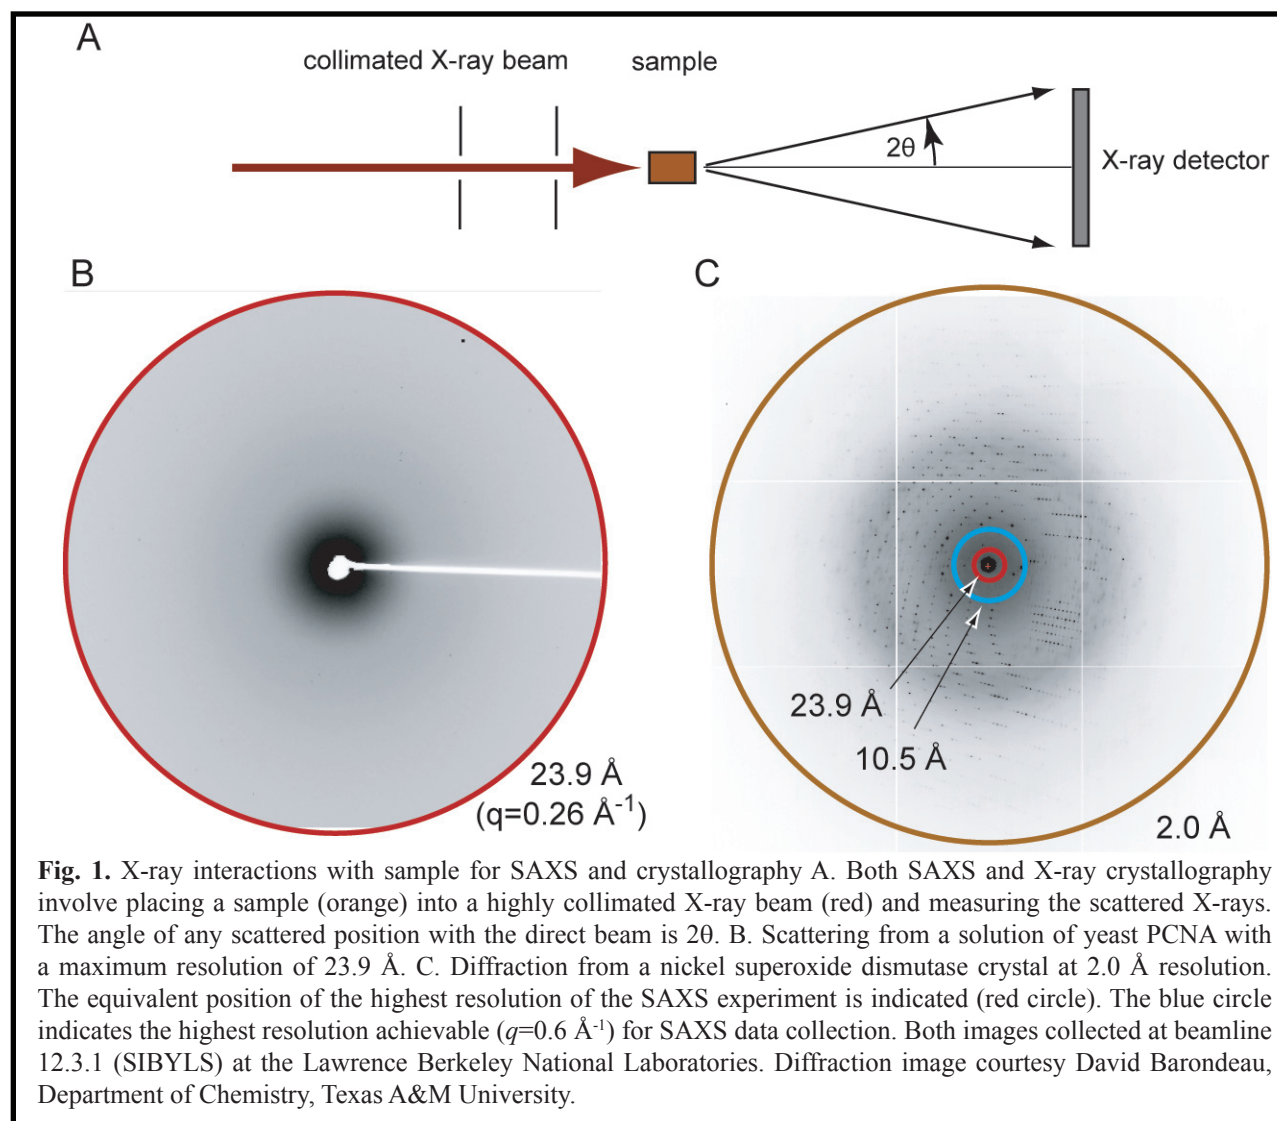 A
collimated X-ray beam
sample
2θ
X-ray detector
B
C
23.9 Å
(q=0.26 Å⁻¹)
23.9 Å
10.5 Å
2.0 Å
Fig. 1. X-ray interactions with sample for SAXS and crystallography A. Both SAXS and X-ray crystallography
involve placing a sample (orange) into a highly collimated X-ray beam (red) and measuring the scattered X-rays.
The angle of any scattered position with the direct beam is 2θ. B. Scattering from a solution of yeast PCNA with
a maximum resolution of 23.9 Å. C. Diffraction from a nickel superoxide dismutase crystal at 2.0 Å resolution.
The equivalent position of the highest resolution of the SAXS experiment is indicated (red circle). The blue circle
indicates the highest resolution achievable (q=0.6 Å⁻¹) for SAXS data collection. Both images collected at beamline
12.3.1 (SIBYLS) at the Lawrence Berkeley National Laboratories. Diffraction image courtesy David Barondeau,
Department of Chemistry, Texas A&M University.